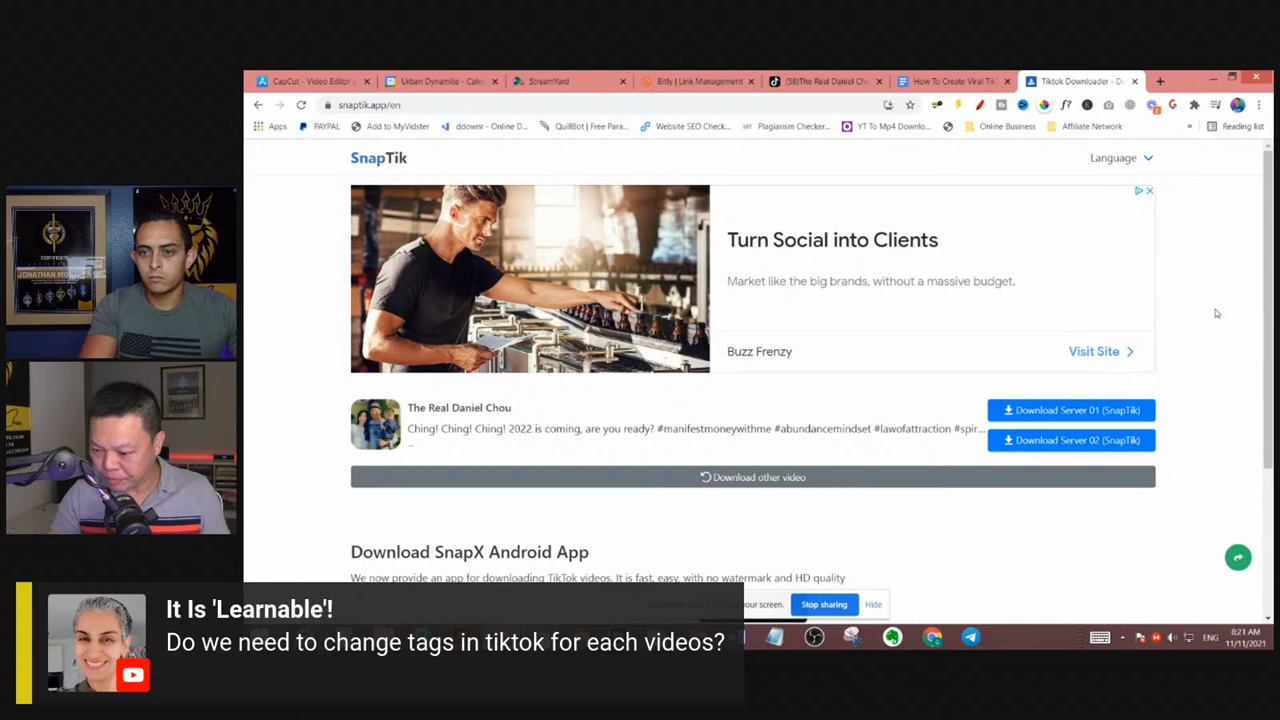 CapCut - Video Editor
Urban Dynamite - Cale
StreamYard
Bitly | Link Management
(58)The Real Daniel Cho
How To Create Viral Tik
Tiktok Downloader - D
snaptik.app/en
Apps
PAYPAL
Add to MyVidster
ddownr - Online D...
QuillBot | Free Para...
Website SEO Check...
Plagiarism Checker...
YT To Mp4 Downlo...
Online Business
Affiliate Network
Reading list
SnapTik
Language
Turn Social into Clients
Market like the big brands, without a massive budget.
Buzz Frenzy
Visit Site
CERTIFICATE
The Real Daniel Chou
Ching! Ching! Ching! 2022 is coming, are you ready? #manifestmoneywithme #abundancemindset #lawofattraction #spir...
...
Download Server 01 (SnapTik)
Download Server 02 (SnapTik)
Download other video
Download SnapX Android App
We now provide an app for downloading TikTok videos. It is fast, easy, with no watermark and HD quality
your screen.
Stop sharing
Hide
It Is 'Learnable'!
Do we need to change tags in tiktok for each videos?
ENG
8:21 AM
11/11/2021